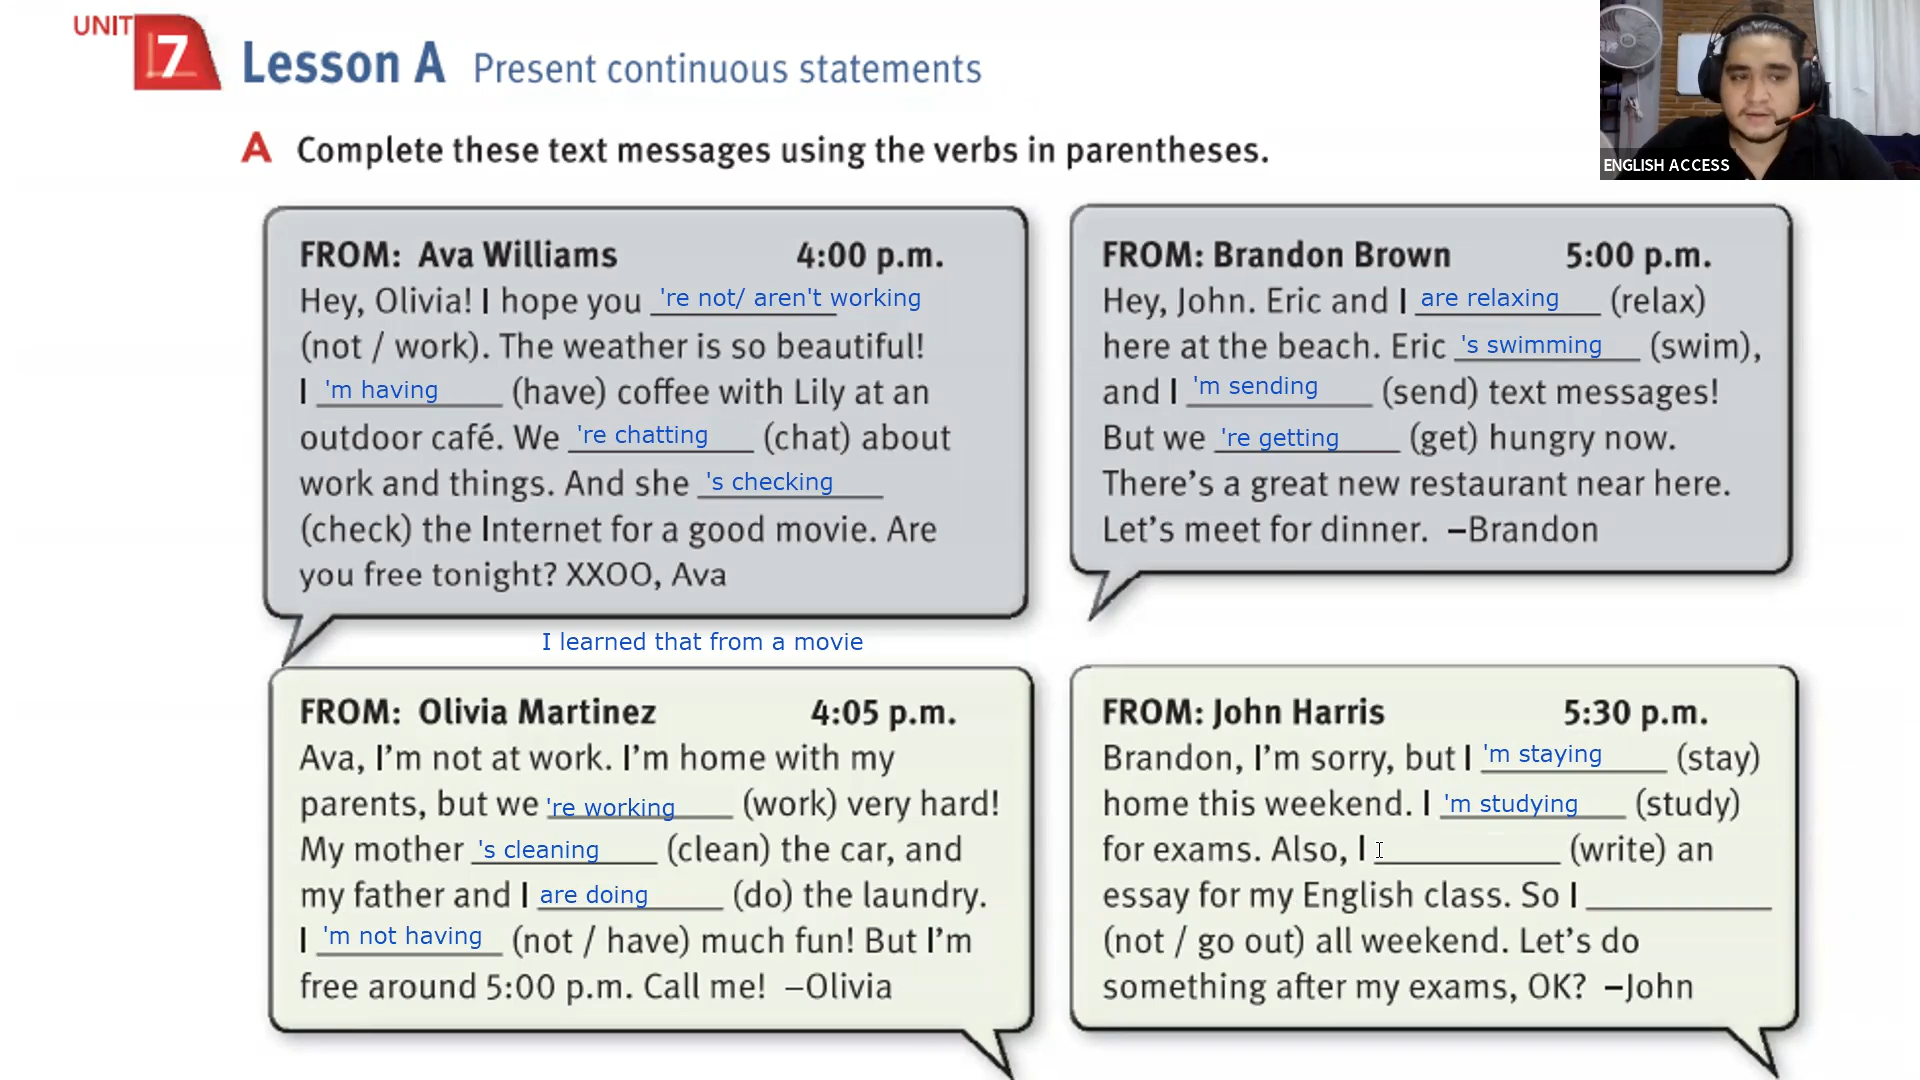 UNIT 7 Lesson A Present continuous statements
ENGLISH ACCESS
A Complete these text messages using the verbs in parentheses.
FROM: Ava Williams 4:00 p.m.
Hey, Olivia! I hope you 're not/ aren't working
(not / work). The weather is so beautiful!
I 'm having (have) coffee with Lily at an
outdoor café. We 're chatting (chat) about
work and things. And she 's checking
(check) the Internet for a good movie. Are
you free tonight? XXOO, Ava
FROM: Brandon Brown 5:00 p.m.
Hey, John. Eric and I are relaxing (relax)
here at the beach. Eric 's swimming (swim),
and I 'm sending (send) text messages!
But we 're getting (get) hungry now.
There's a great new restaurant near here.
Let's meet for dinner. –Brandon
I learned that from a movie
FROM: Olivia Martinez 4:05 p.m.
Ava, I'm not at work. I'm home with my
parents, but we 're working (work) very hard!
My mother 's cleaning (clean) the car, and
my father and I are doing (do) the laundry.
I 'm not having (not / have) much fun! But I'm
free around 5:00 p.m. Call me! –Olivia
FROM: John Harris 5:30 p.m.
Brandon, I'm sorry, but I 'm staying (stay)
home this weekend. I 'm studying (study)
for exams. Also, I ____________ (write) an
essay for my English class. So I ____________
(not / go out) all weekend. Let's do
something after my exams, OK? –John